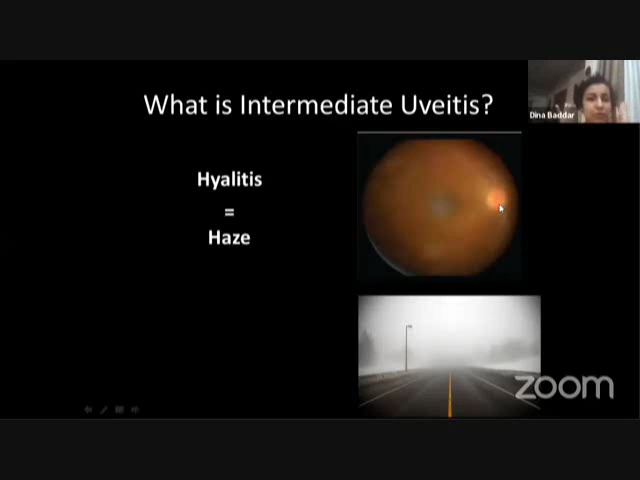 What is Intermediate Uveitis?
Dina Baddar
Hyalitis
=
Haze
zoom